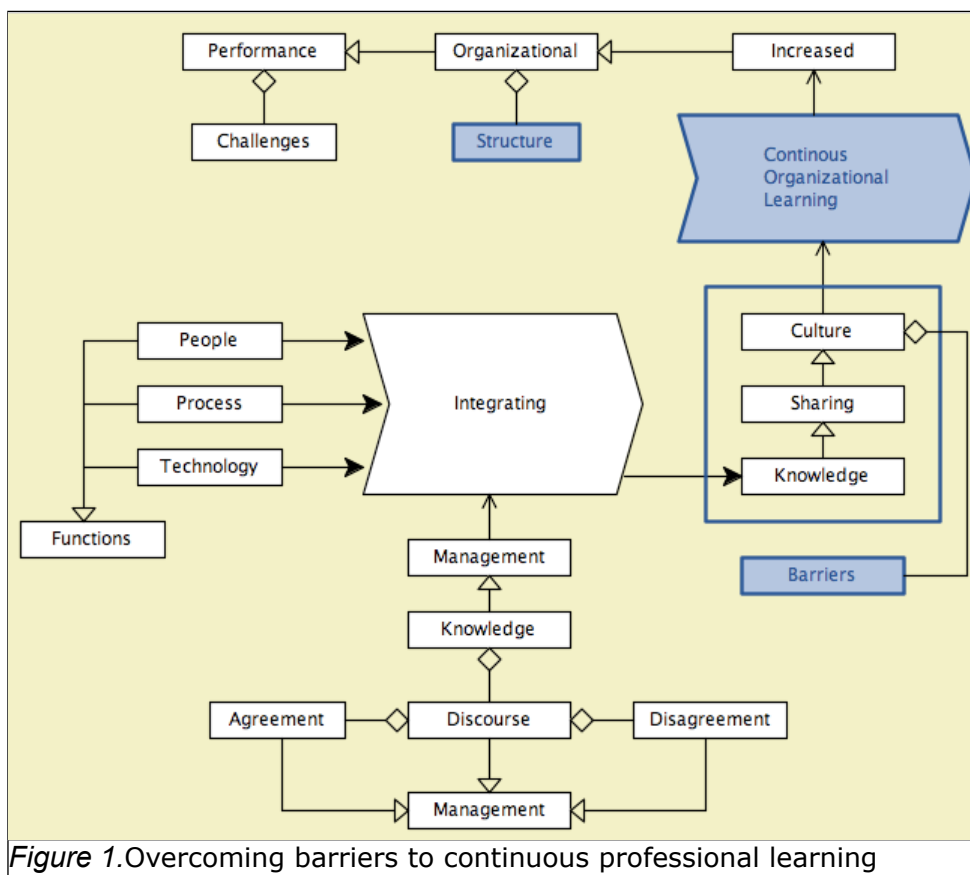 Performance
Organizational
Increased
Challenges
Structure
Continous
Organizational
Learning
People
Process
Technology
Functions
Integrating
Culture
Sharing
Knowledge
Barriers
Management
Knowledge
Agreement
Discourse
Disagreement
Management
Figure 1.Overcoming barriers to continuous professional learning